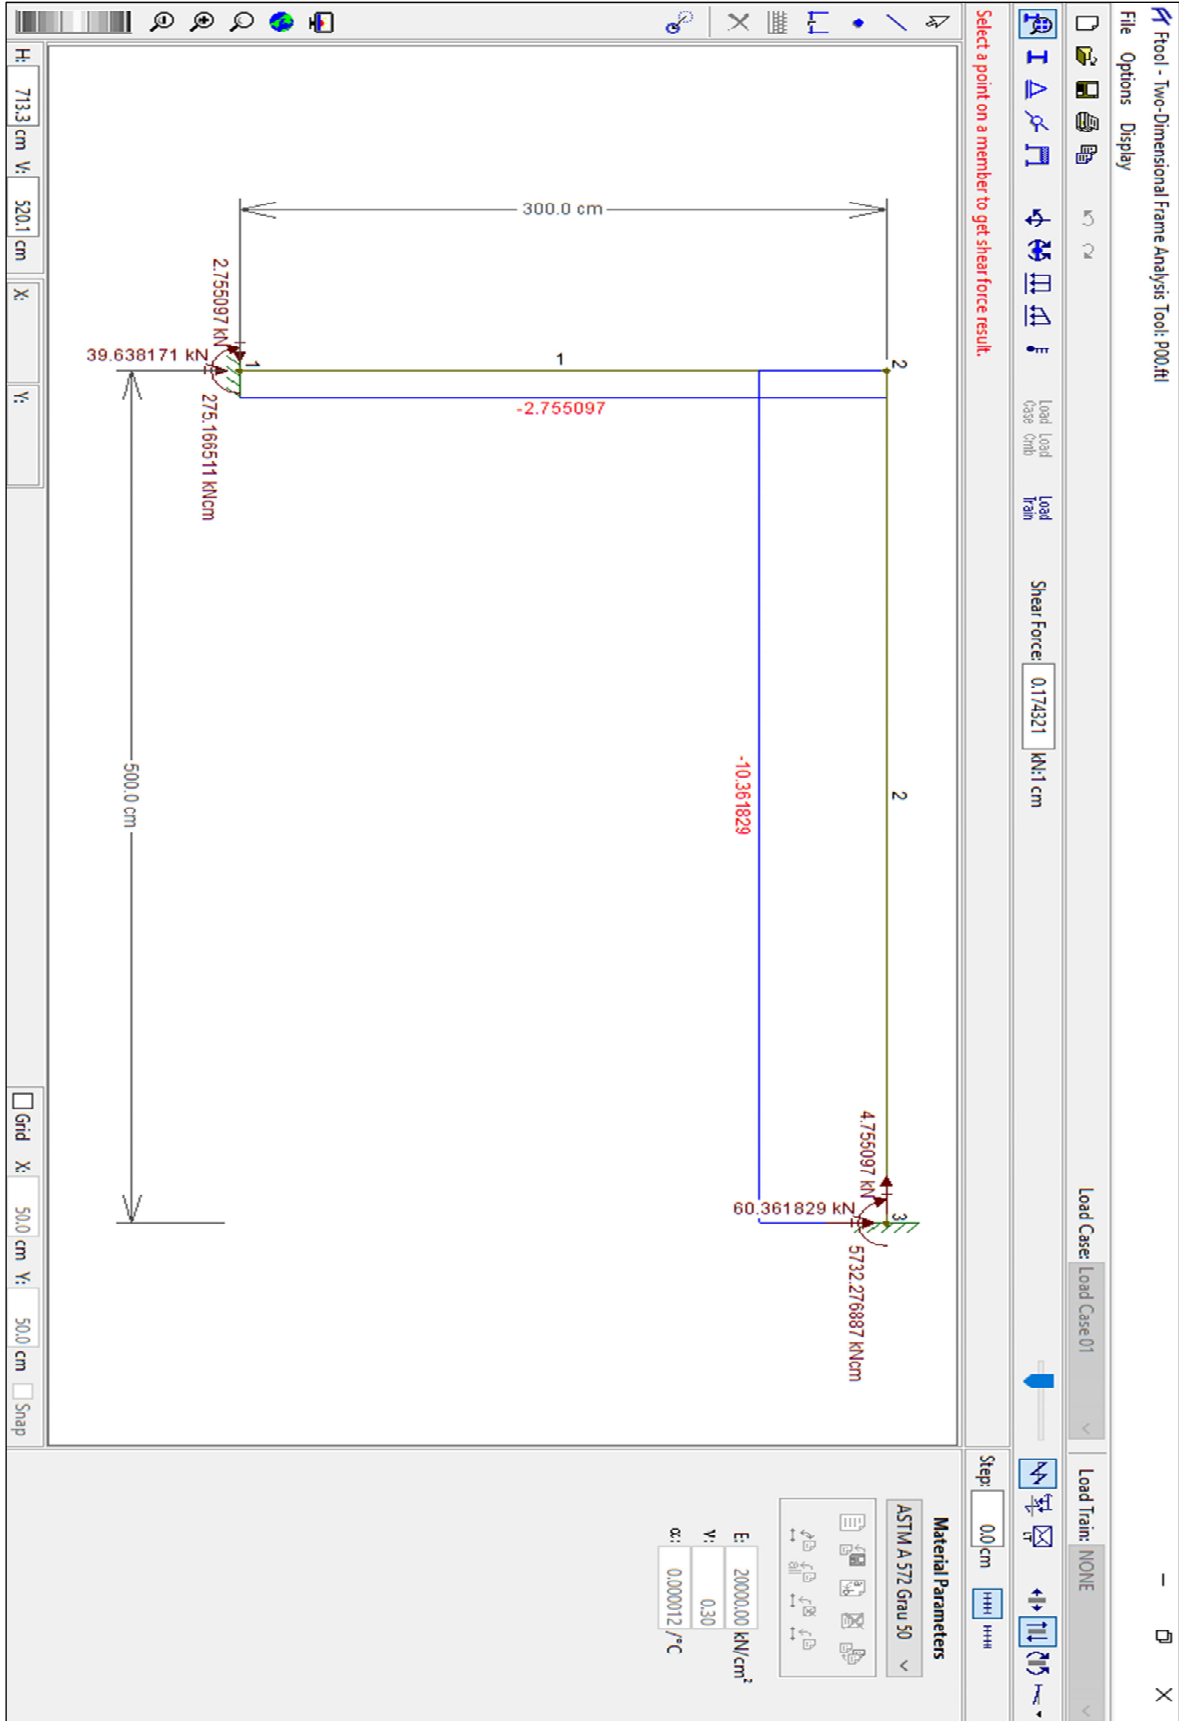 Ftool - Two-Dimensional Frame Analysis Tool: P00.ftl
File Options Display
Load Case: Load Case 01
Load Train: NONE
Load Case
Load Cmb
Load Train
Shear Force: 0.174321 kN:1 cm
Select a point on a member to get shear force result.
Step: 0.0 cm
300.0 cm
2
2
3
1
1
-2.755097
-10.361829
4.755097 kN
60.361829 kN
5732.276887 kNcm
2.755097 kN
39.638171 kN
275.166511 kNcm
500.0 cm
Material Parameters
ASTM A 572 Grau 50
all
E: 20000.00 kN/cm²
ν: 0.30
α: 0.000012 /°C
H: 713.3 cm V: 520.1 cm X: Y:
Grid X: 50.0 cm Y: 50.0 cm Snap